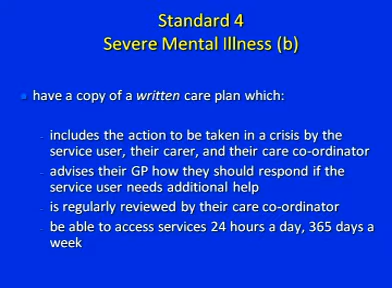 Standard 4
Severe Mental Illness (b)
have a copy of a written care plan which:
- includes the action to be taken in a crisis by the
service user, their carer, and their care co-ordinator
- advises their GP how they should respond if the
service user needs additional help
- is regularly reviewed by their care co-ordinator
- be able to access services 24 hours a day, 365 days a
week